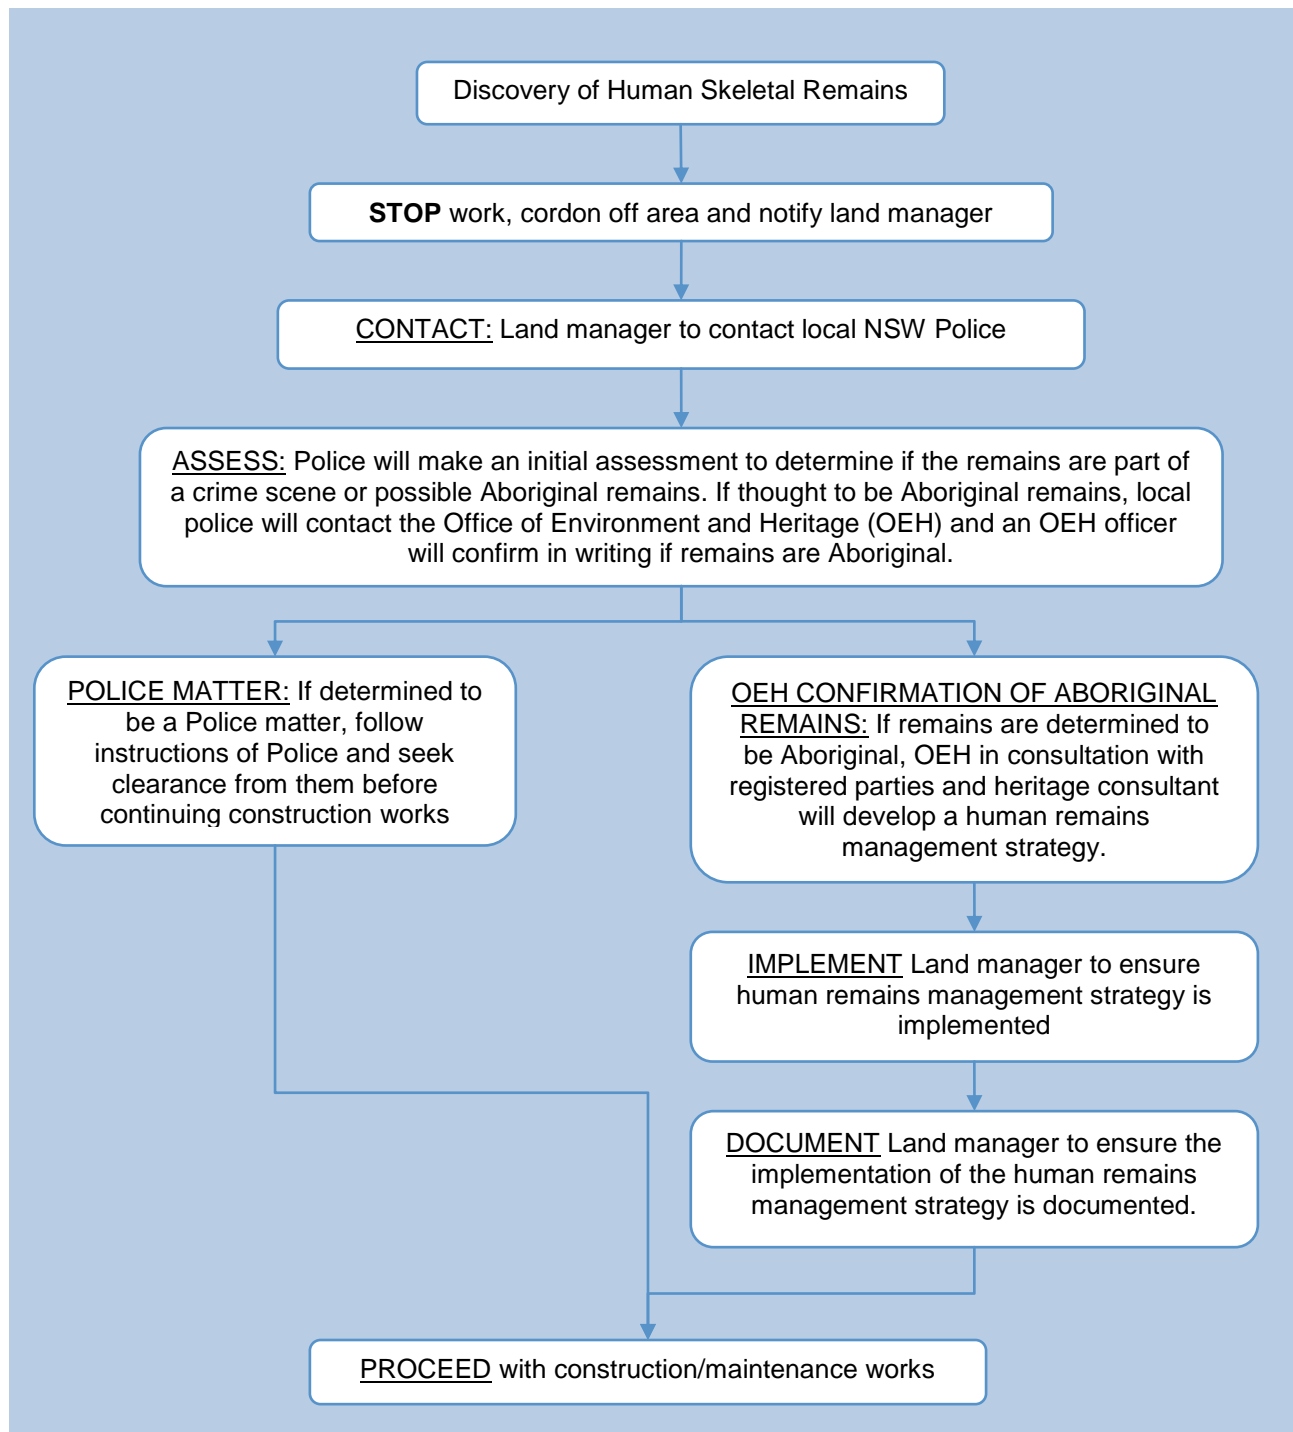 Discovery of Human Skeletal Remains
STOP work, cordon off area and notify land manager
CONTACT: Land manager to contact local NSW Police
ASSESS: Police will make an initial assessment to determine if the remains are part of
a crime scene or possible Aboriginal remains. If thought to be Aboriginal remains, local
police will contact the Office of Environment and Heritage (OEH) and an OEH officer
will confirm in writing if remains are Aboriginal.
POLICE MATTER: If determined to
be a Police matter, follow
instructions of Police and seek
clearance from them before
continuing construction works
OEH CONFIRMATION OF ABORIGINAL
REMAINS: If remains are determined to
be Aboriginal, OEH in consultation with
registered parties and heritage consultant
will develop a human remains
management strategy.
IMPLEMENT Land manager to ensure
human remains management strategy is
implemented
DOCUMENT Land manager to ensure the
implementation of the human remains
management strategy is documented.
PROCEED with construction/maintenance works